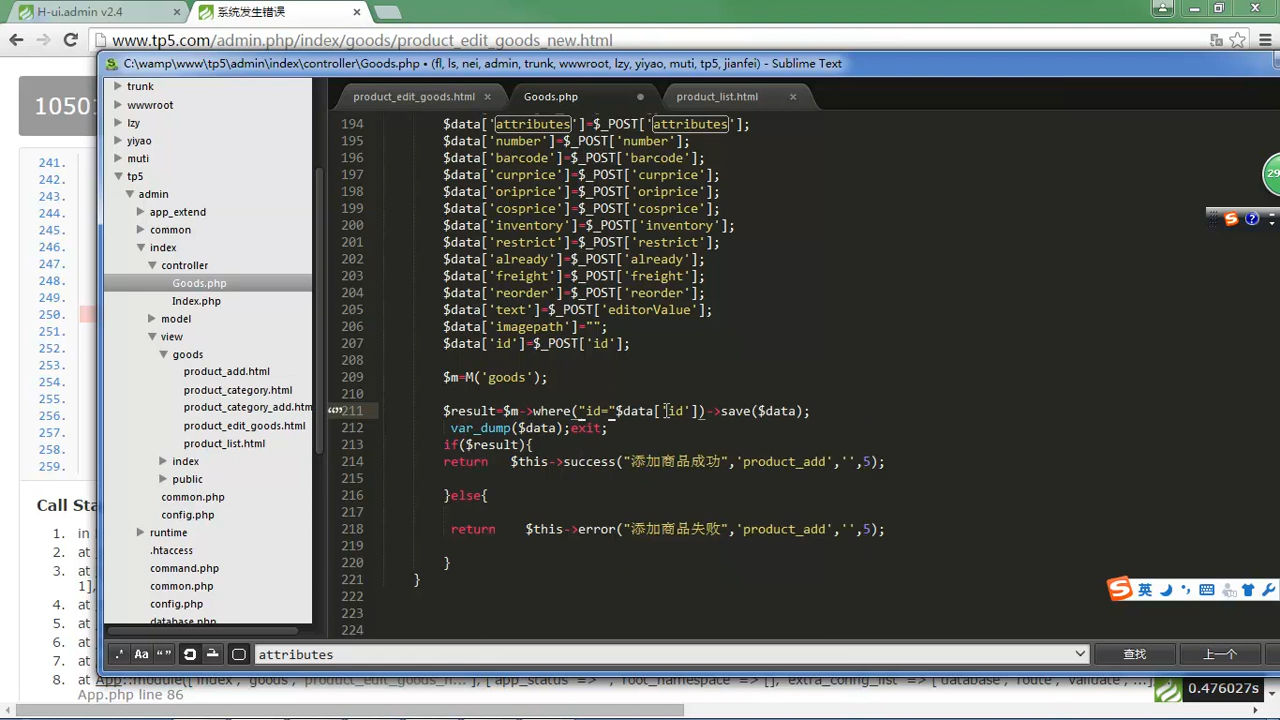 H-ui.admin v2.4
系统发生错误
www.tp5.com/admin.php/index/goods/product_edit_goods_new.html
C:\wamp\www\tp5\admin\index\controller\Goods.php • (fl, ls, nei, admin, trunk, wwwroot, lzy, yiyao, muti, tp5, jianfei) - Sublime Text
product_edit_goods.html
Goods.php
product_list.html
trunk
wwwroot
lzy
yiyao
muti
tp5
admin
app_extend
common
index
controller
Goods.php
Index.php
model
view
goods
product_add.html
product_category.html
product_category_add.htm
product_edit_goods.html
product_list.html
index
public
common.php
config.php
runtime
.htaccess
command.php
common.php
config.php
database.php
194 $data['attributes']=$_POST['attributes'];
195 $data['number']=$_POST['number'];
196 $data['barcode']=$_POST['barcode'];
197 $data['curprice']=$_POST['curprice'];
198 $data['oriprice']=$_POST['oriprice'];
199 $data['cosprice']=$_POST['cosprice'];
200 $data['inventory']=$_POST['inventory'];
201 $data['restrict']=$_POST['restrict'];
202 $data['already']=$_POST['already'];
203 $data['freight']=$_POST['freight'];
204 $data['reorder']=$_POST['reorder'];
205 $data['text']=$_POST['editorValue'];
206 $data['imagepath']="";
207 $data['id']=$_POST['id'];
208
209 $m=M('goods');
210
211 $result=$m->where("id="$data['id'])->save($data);
212 var_dump($data);exit;
213 if($result){
214 return $this->success("添加商品成功",'product_add','',5);
215
216 }else{
217
218 return $this->error("添加商品失败",'product_add','',5);
219
220 }
221 }
222
223
224
241.
242.
243.
244.
245.
246.
247.
248.
249.
250.
251.
252.
253.
254.
255.
256.
257.
258.
259.
Call Sta
1. in
2. at
3. at
1],
4. at
5. at
6. at
7. at
8. at App::module(['index', 'goods', 'product_edit_goods_n…'], ['app_status' => '', 'root_namespace' => [], 'extra_config_list' => ['database', 'route', 'validate', …], …]
App.php line 86
29
英
.* Aa “” attributes 查找 上一个
0.476027s